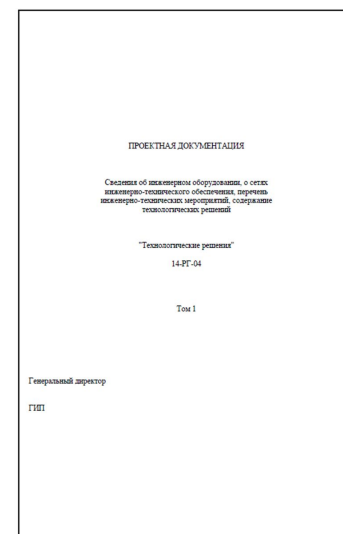 ПРОЕКТНАЯ ДОКУМЕНТАЦИЯ
Сведения об инженерном оборудовании, о сетях
инженерно-технического обеспечения, перечень
инженерно-технических мероприятий, содержание
технологических решений
"Технологические решения"
14-РГ-04
Том 1
Генеральный директор
ГИП